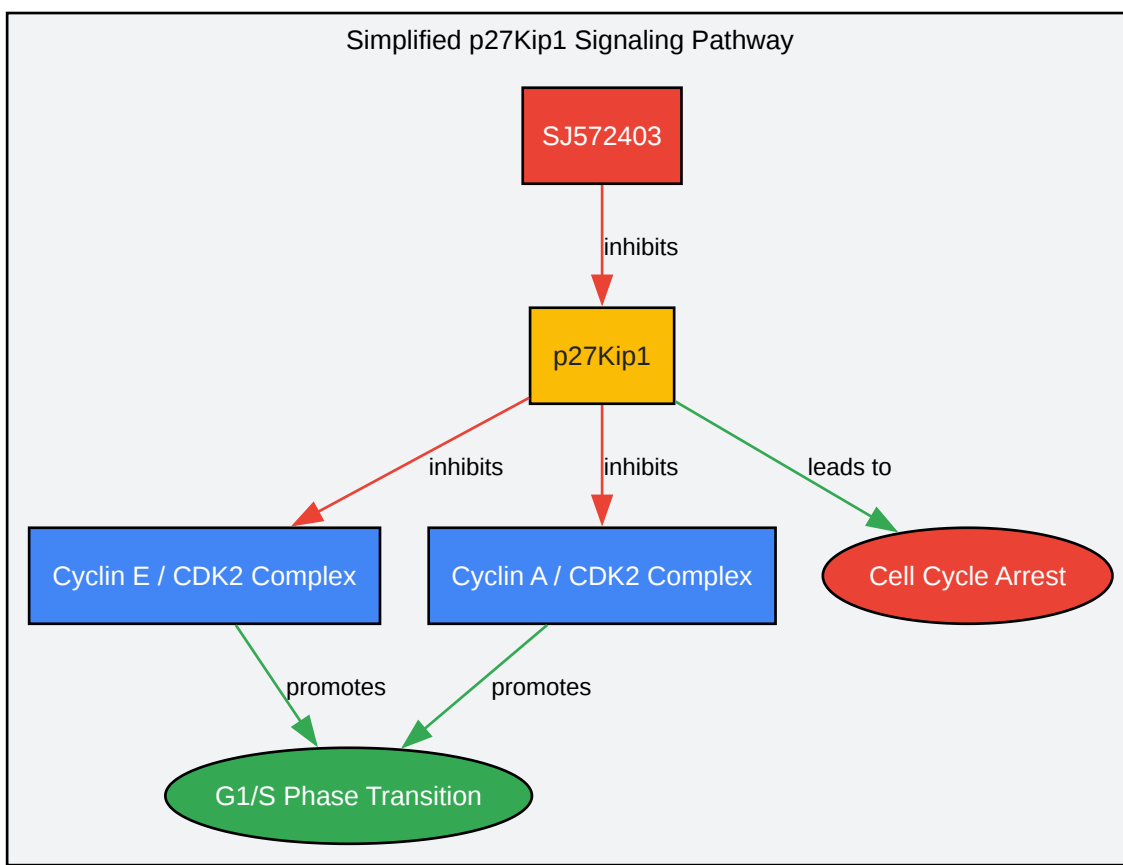 Simplified p27Kip1 Signaling Pathway
SJ572403
inhibits
p27Kip1
inhibits
inhibits
leads to
Cyclin E / CDK2 Complex
Cyclin A / CDK2 Complex
Cell Cycle Arrest
promotes
promotes
G1/S Phase Transition